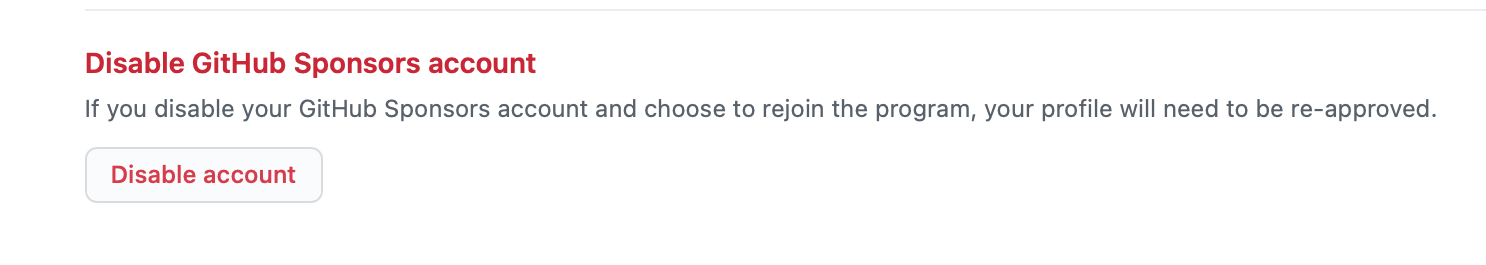 Disable GitHub Sponsors account
If you disable your GitHub Sponsors account and choose to rejoin the program, your profile will need to be re-approved.
Disable account